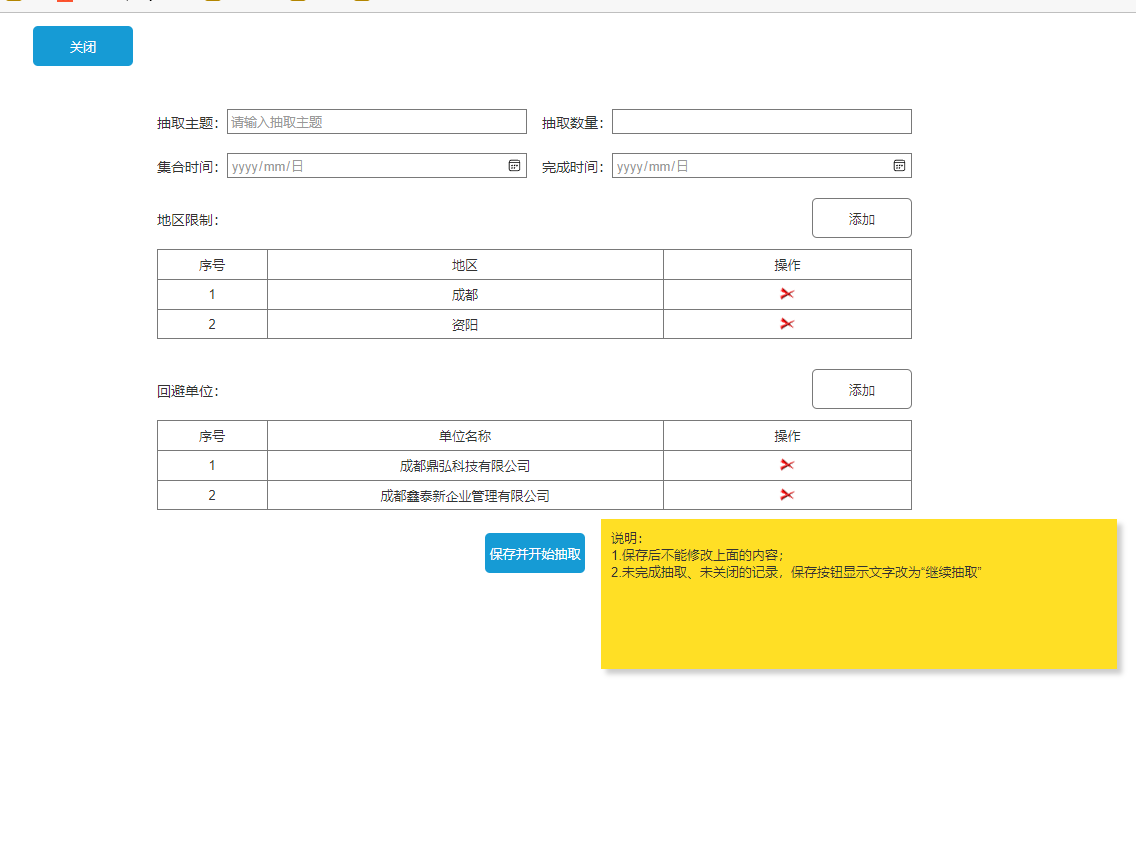 关闭
抽取主题： 请输入抽取主题 抽取数量：
集合时间： yyyy/mm/日 完成时间： yyyy/mm/日
地区限制： 添加
序号 地区 操作
1 成都
2 资阳
回避单位： 添加
序号 单位名称 操作
1 成都鼎弘科技有限公司
2 成都鑫泰新企业管理有限公司
保存并开始抽取
说明：
1.保存后不能修改上面的内容；
2.未完成抽取、未关闭的记录，保存按钮显示文字改为“继续抽取”